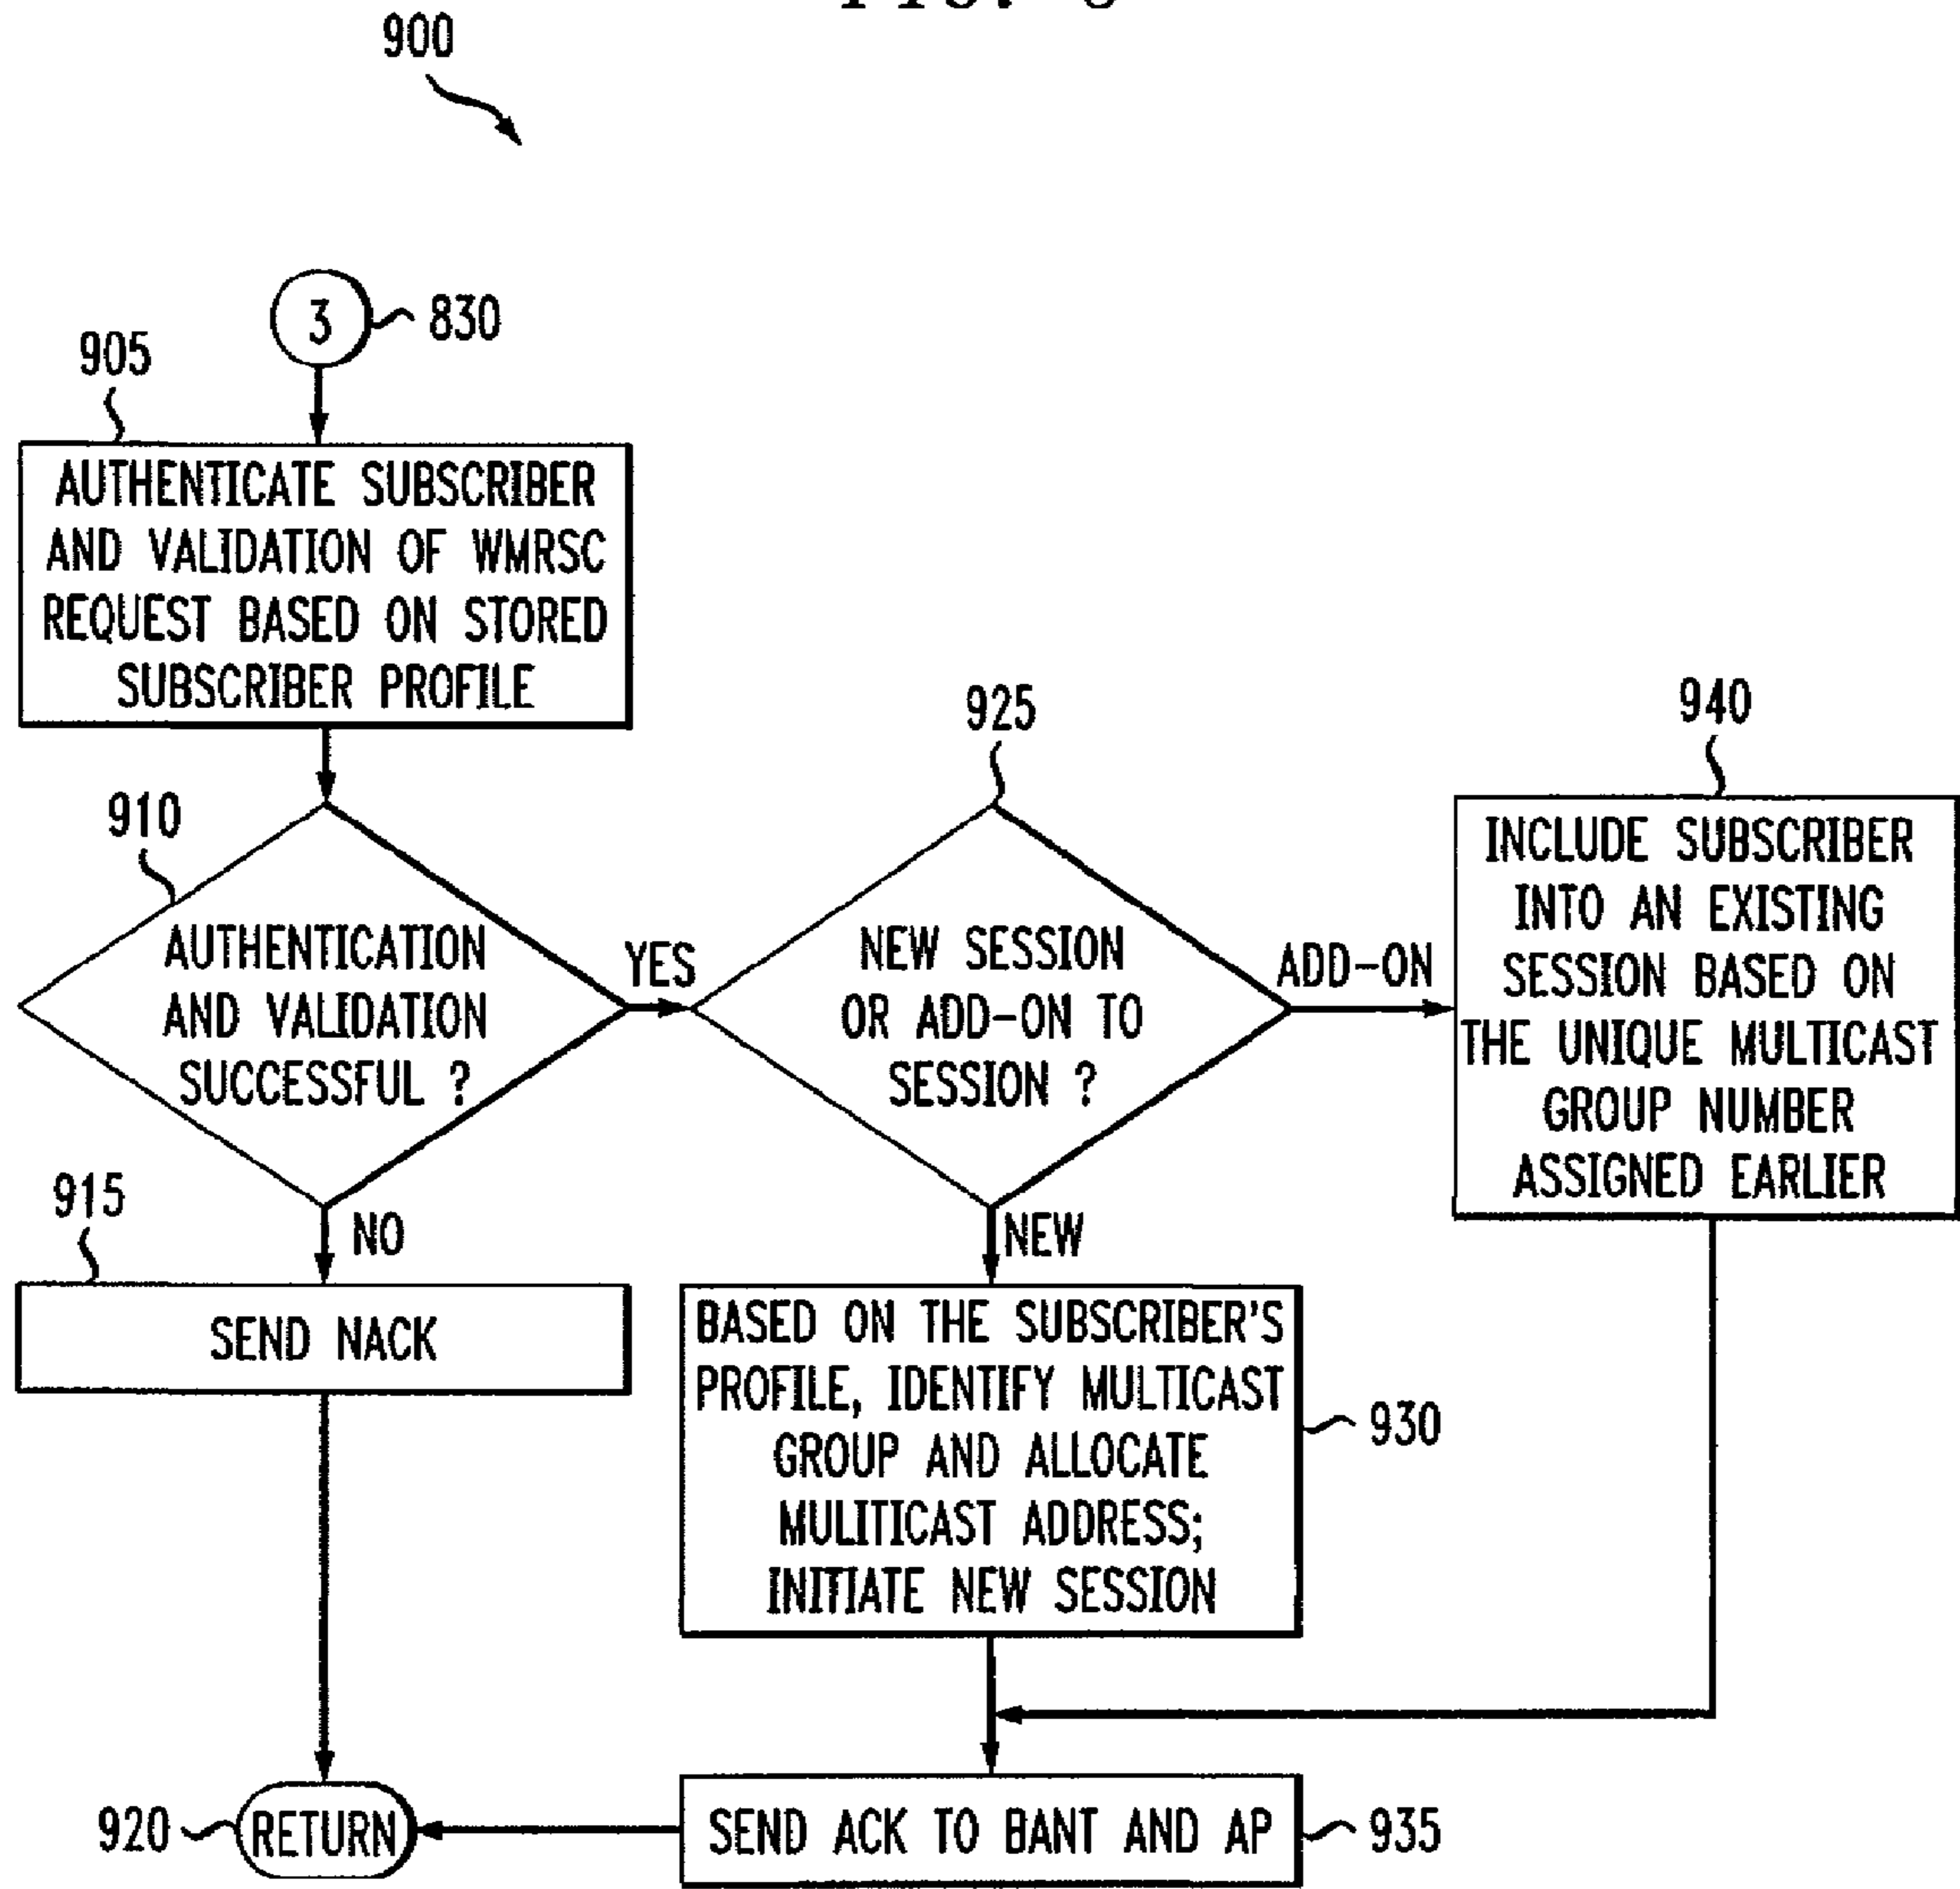 900
3
830
905
AUTHENTICATE SUBSCRIBER
AND VALIDATION OF WMRSC
REQUEST BASED ON STORED
SUBSCRIBER PROFILE
910
AUTHENTICATION
AND VALIDATION
SUCCESSFUL ?
YES
NO
925
NEW SESSION
OR ADD-ON TO
SESSION ?
ADD-ON
NEW
940
INCLUDE SUBSCRIBER
INTO AN EXISTING
SESSION BASED ON
THE UNIQUE MULTICAST
GROUP NUMBER
ASSIGNED EARLIER
915
SEND NACK
BASED ON THE SUBSCRIBER'S
PROFILE, IDENTIFY MULTICAST
GROUP AND ALLOCATE
MULITICAST ADDRESS;
INITIATE NEW SESSION
930
920
RETURN
SEND ACK TO BANT AND AP
935